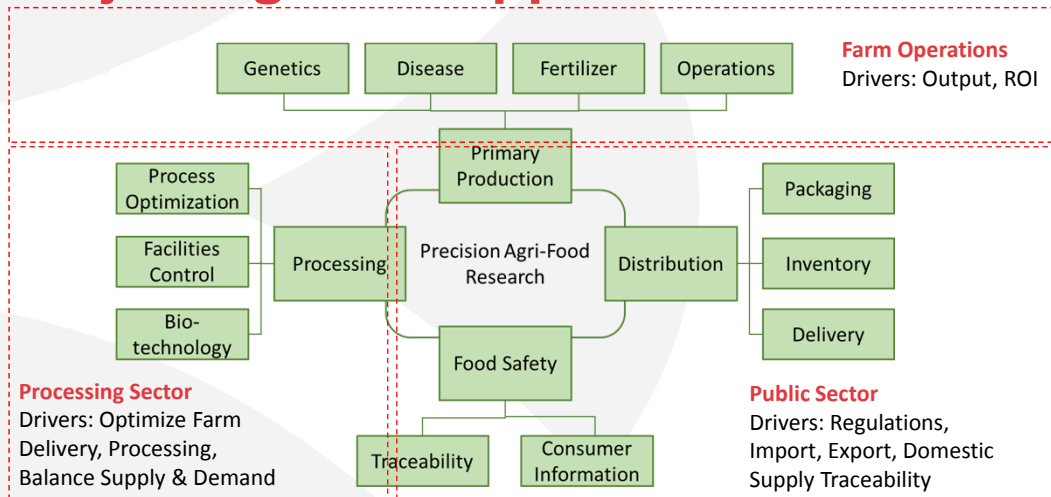 Genetics
Disease
Fertilizer
Operations
Farm Operations
Drivers: Output, ROI
Primary
Production
Process
Optimization
Facilities
Control
Bio-
technology
Processing
Precision Agri-Food
Research
Distribution
Packaging
Inventory
Delivery
Food Safety
Traceability
Consumer
Information
Processing Sector
Drivers: Optimize Farm
Delivery, Processing,
Balance Supply & Demand
Public Sector
Drivers: Regulations,
Import, Export, Domestic
Supply Traceability